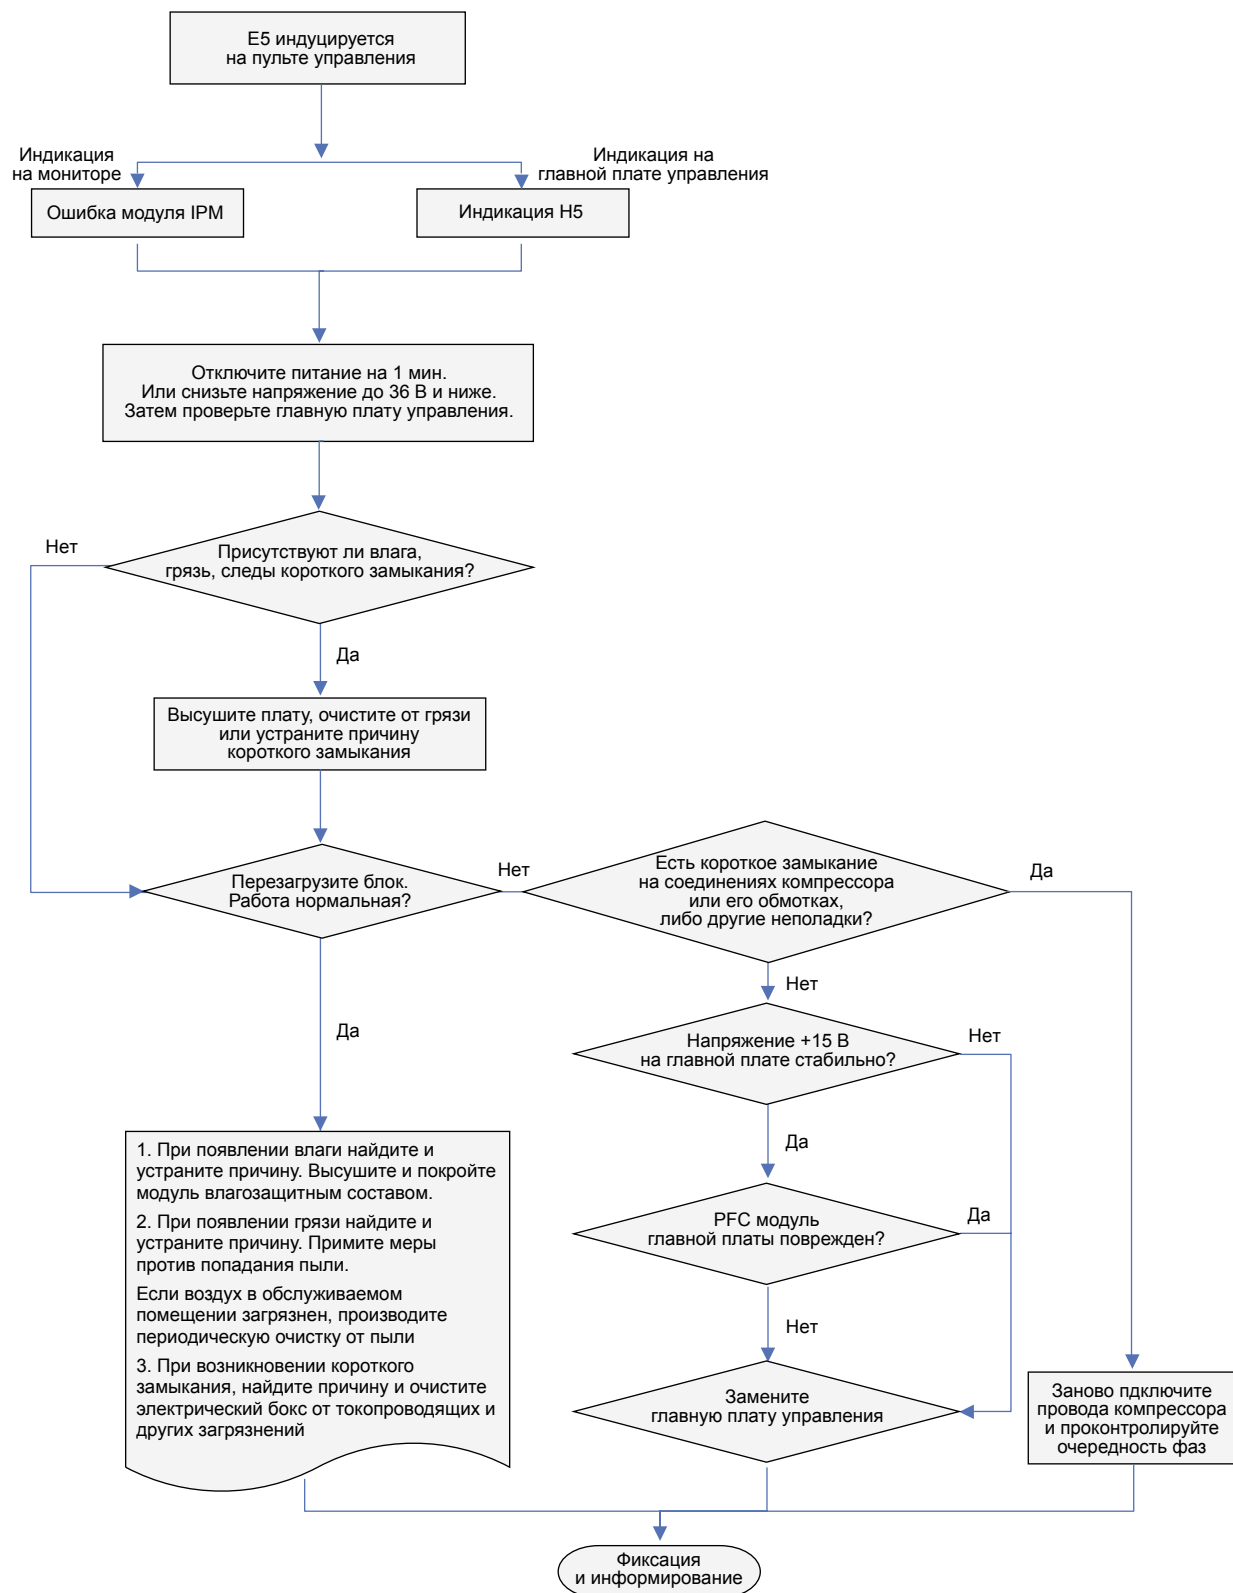 E5 индуцируется
на пульте управления
Индикация
на мониторе
Индикация на
главной плате управления
Ошибка модуля IPM
Индикация H5
Отключите питание на 1 мин.
Или снизьте напряжение до 36 В и ниже.
Затем проверьте главную плату управления.
Нет
Присутствуют ли влага,
грязь, следы короткого замыкания?
Да
Высушите плату, очистите от грязи
или устраните причину
короткого замыкания
Перезагрузите блок.
Работа нормальная?
Нет
Есть короткое замыкание
на соединениях компрессора
или его обмотках,
либо другие неполадки?
Да
Нет
Да
Напряжение +15 В
на главной плате стабильно?
Нет
Да
1. При появлении влаги найдите и
устраните причину. Высушите и покройте
модуль влагозащитным составом.
2. При появлении грязи найдите и
устраните причину. Примите меры
против попадания пыли.
Если воздух в обслуживаемом
помещении загрязнен, производите
периодическую очистку от пыли
3. При возникновении короткого
замыкания, найдите причину и очистите
электрический бокс от токопроводящих и
других загрязнений
PFC модуль
главной платы поврежден?
Да
Нет
Замените
главную плату управления
Заново пдключите
провода компрессора
и проконтролируйте
очередность фаз
Фиксация
и информирование